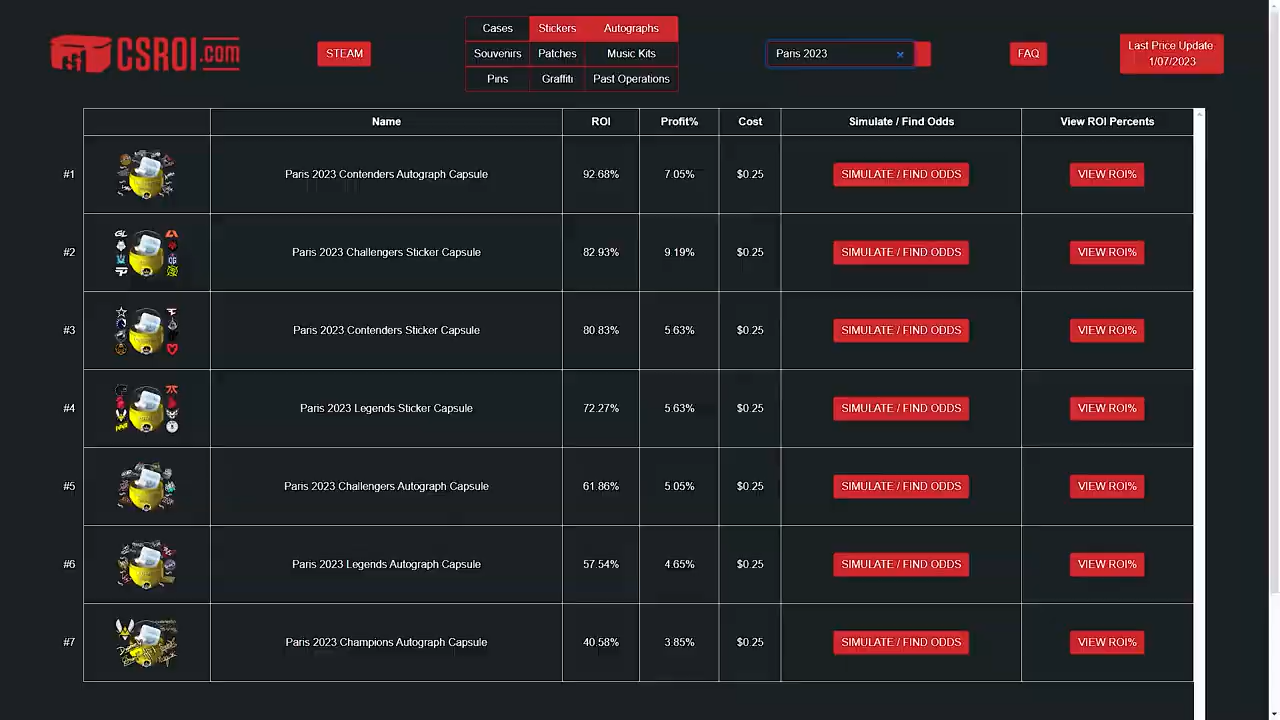 CSROI.com
STEAM
Cases Stickers Autographs
Souvenirs Patches Music Kits
Pins Graffiti Past Operations
Paris 2023
FAQ
Last Price Update
1/07/2023
Name ROI Profit% Cost Simulate / Find Odds View ROI Percents
#1 Paris 2023 Contenders Autograph Capsule 92.68% 7.05% $0.25 SIMULATE / FIND ODDS VIEW ROI%
#2 Paris 2023 Challengers Sticker Capsule 82.93% 9.19% $0.25 SIMULATE / FIND ODDS VIEW ROI%
#3 Paris 2023 Contenders Sticker Capsule 80.83% 5.63% $0.25 SIMULATE / FIND ODDS VIEW ROI%
#4 Paris 2023 Legends Sticker Capsule 72.27% 5.63% $0.25 SIMULATE / FIND ODDS VIEW ROI%
#5 Paris 2023 Challengers Autograph Capsule 61.86% 5.05% $0.25 SIMULATE / FIND ODDS VIEW ROI%
#6 Paris 2023 Legends Autograph Capsule 57.54% 4.65% $0.25 SIMULATE / FIND ODDS VIEW ROI%
#7 Paris 2023 Champions Autograph Capsule 40.58% 3.85% $0.25 SIMULATE / FIND ODDS VIEW ROI%